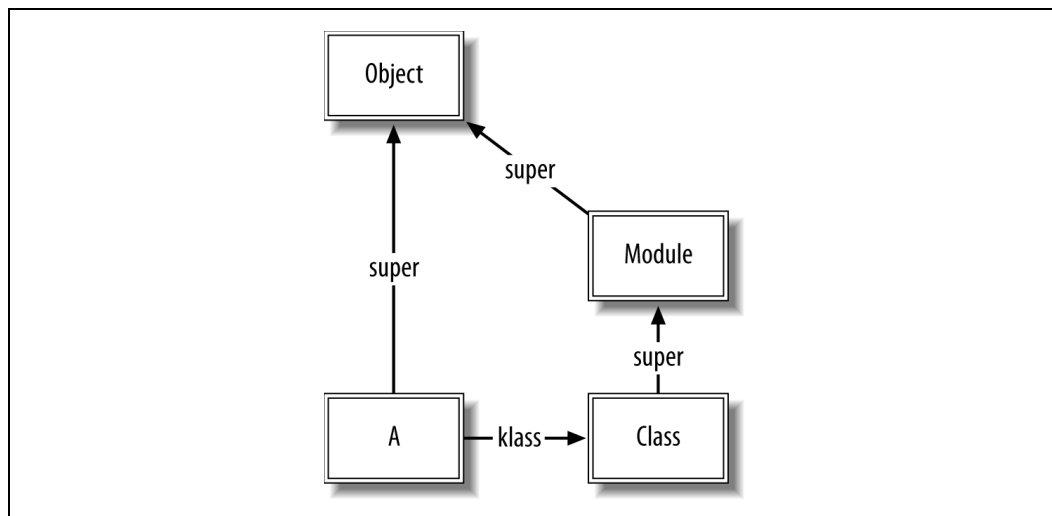 Object
super
Module
super
super
A
klass
Class